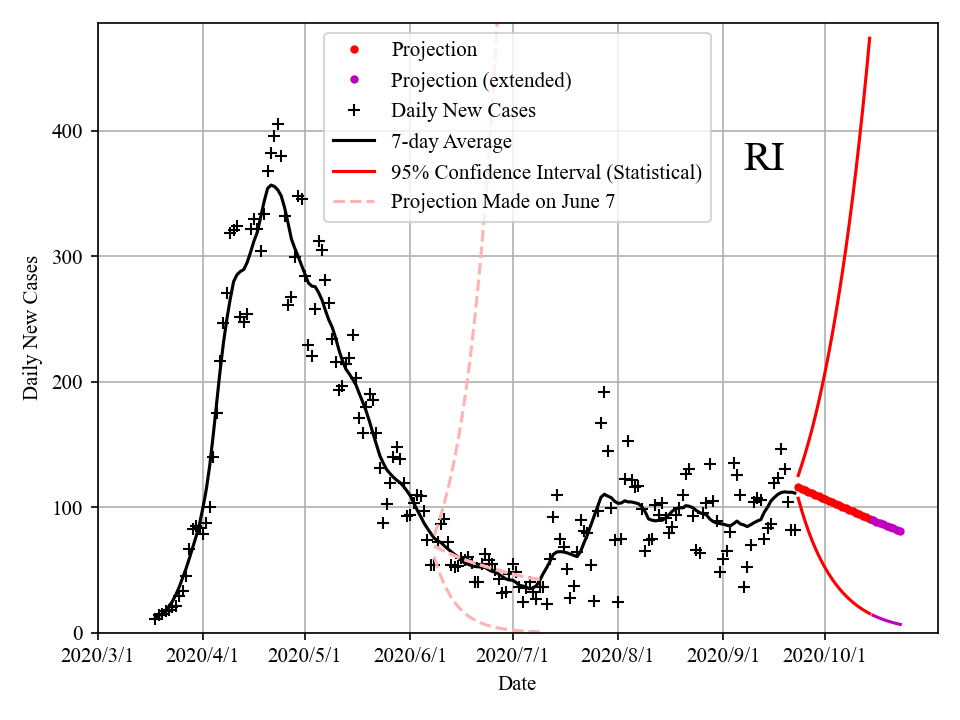 Projection
Projection (extended)
Daily New Cases
7-day Average
95% Confidence Interval (Statistical)
Projection Made on June 7
RI
400
300
200
100
0
Daily New Cases
2020/3/1 2020/4/1 2020/5/1 2020/6/1 2020/7/1 2020/8/1 2020/9/1 2020/10/1
Date